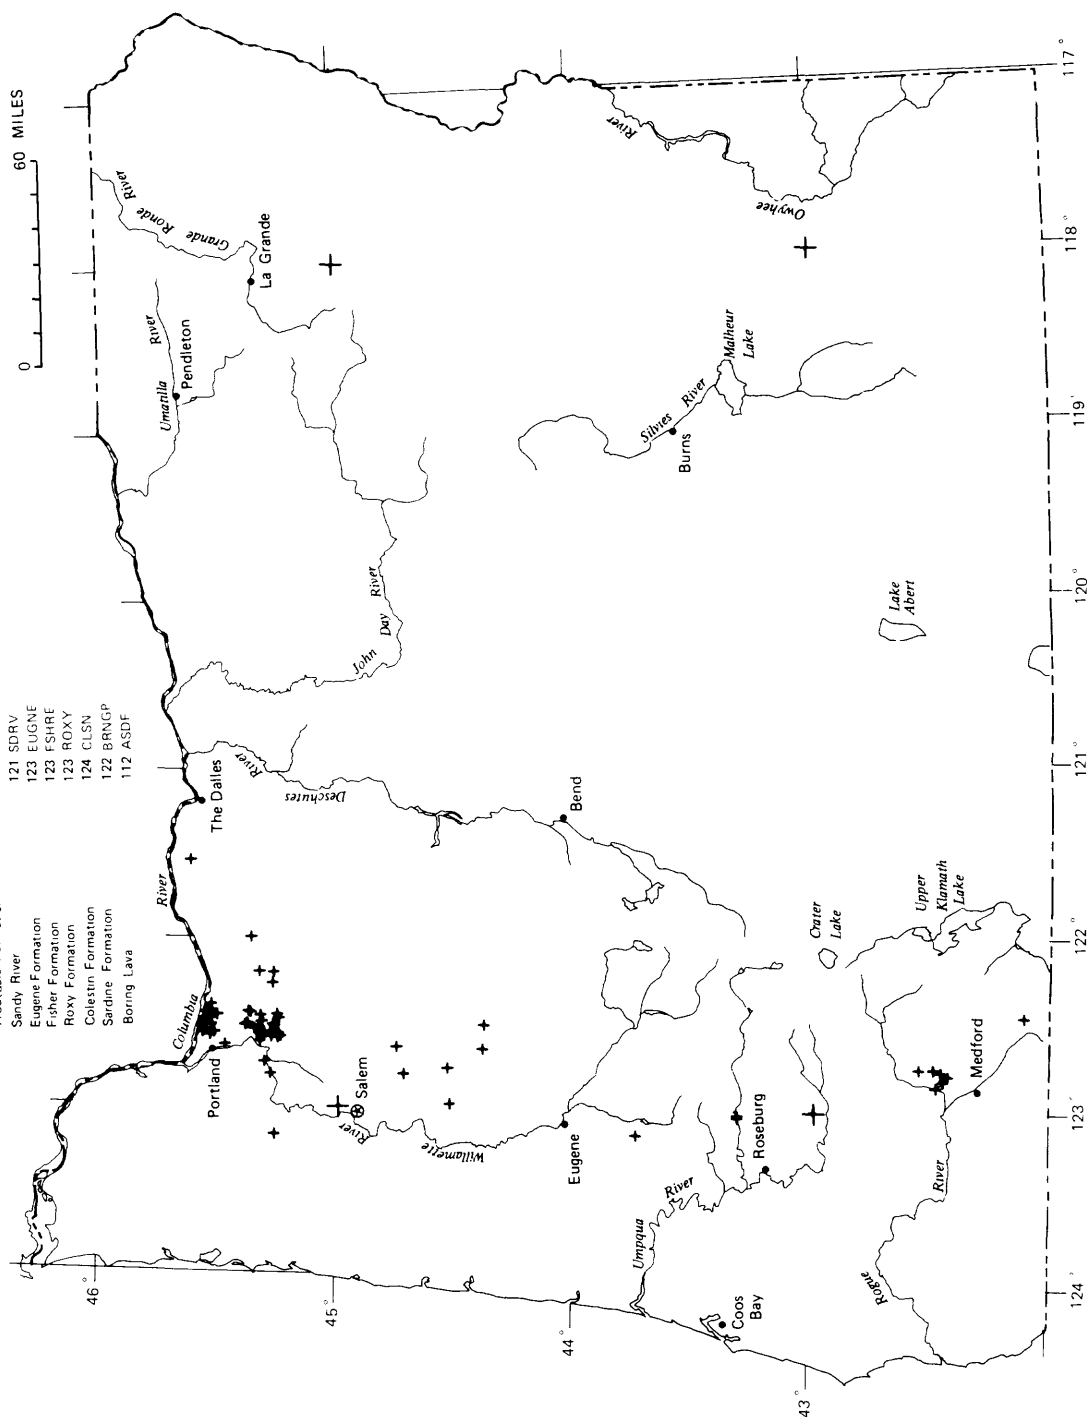 Sandy River
Eugene Formation
Fisher Formation
Roxy Formation
Colestin Formation
Sardine Formation
Boring Lava
121 SDRV
123 EUGNE
123 FSHRE
123 ROXY
124 CLSN
122 BRNGP
112 ASDF
0 60 MILES
46°
45°
44°
43°
124°
123°
122°
121°
120°
119°
118°
117°
Columbia
River
Portland
The Dalles
River
Deschutes
Umatilla
River
Pendleton
Grande Ronde
River
La Grande
Salem
River
Willamette
John Day River
Eugene
Bend
Silvies River
Burns
Malheur
Lake
River
Owyhee
Umpqua
River
Roseburg
Coos
Bay
Crater
Lake
Upper
Klamath
Lake
Lake
Abert
Rogue
River
Medford